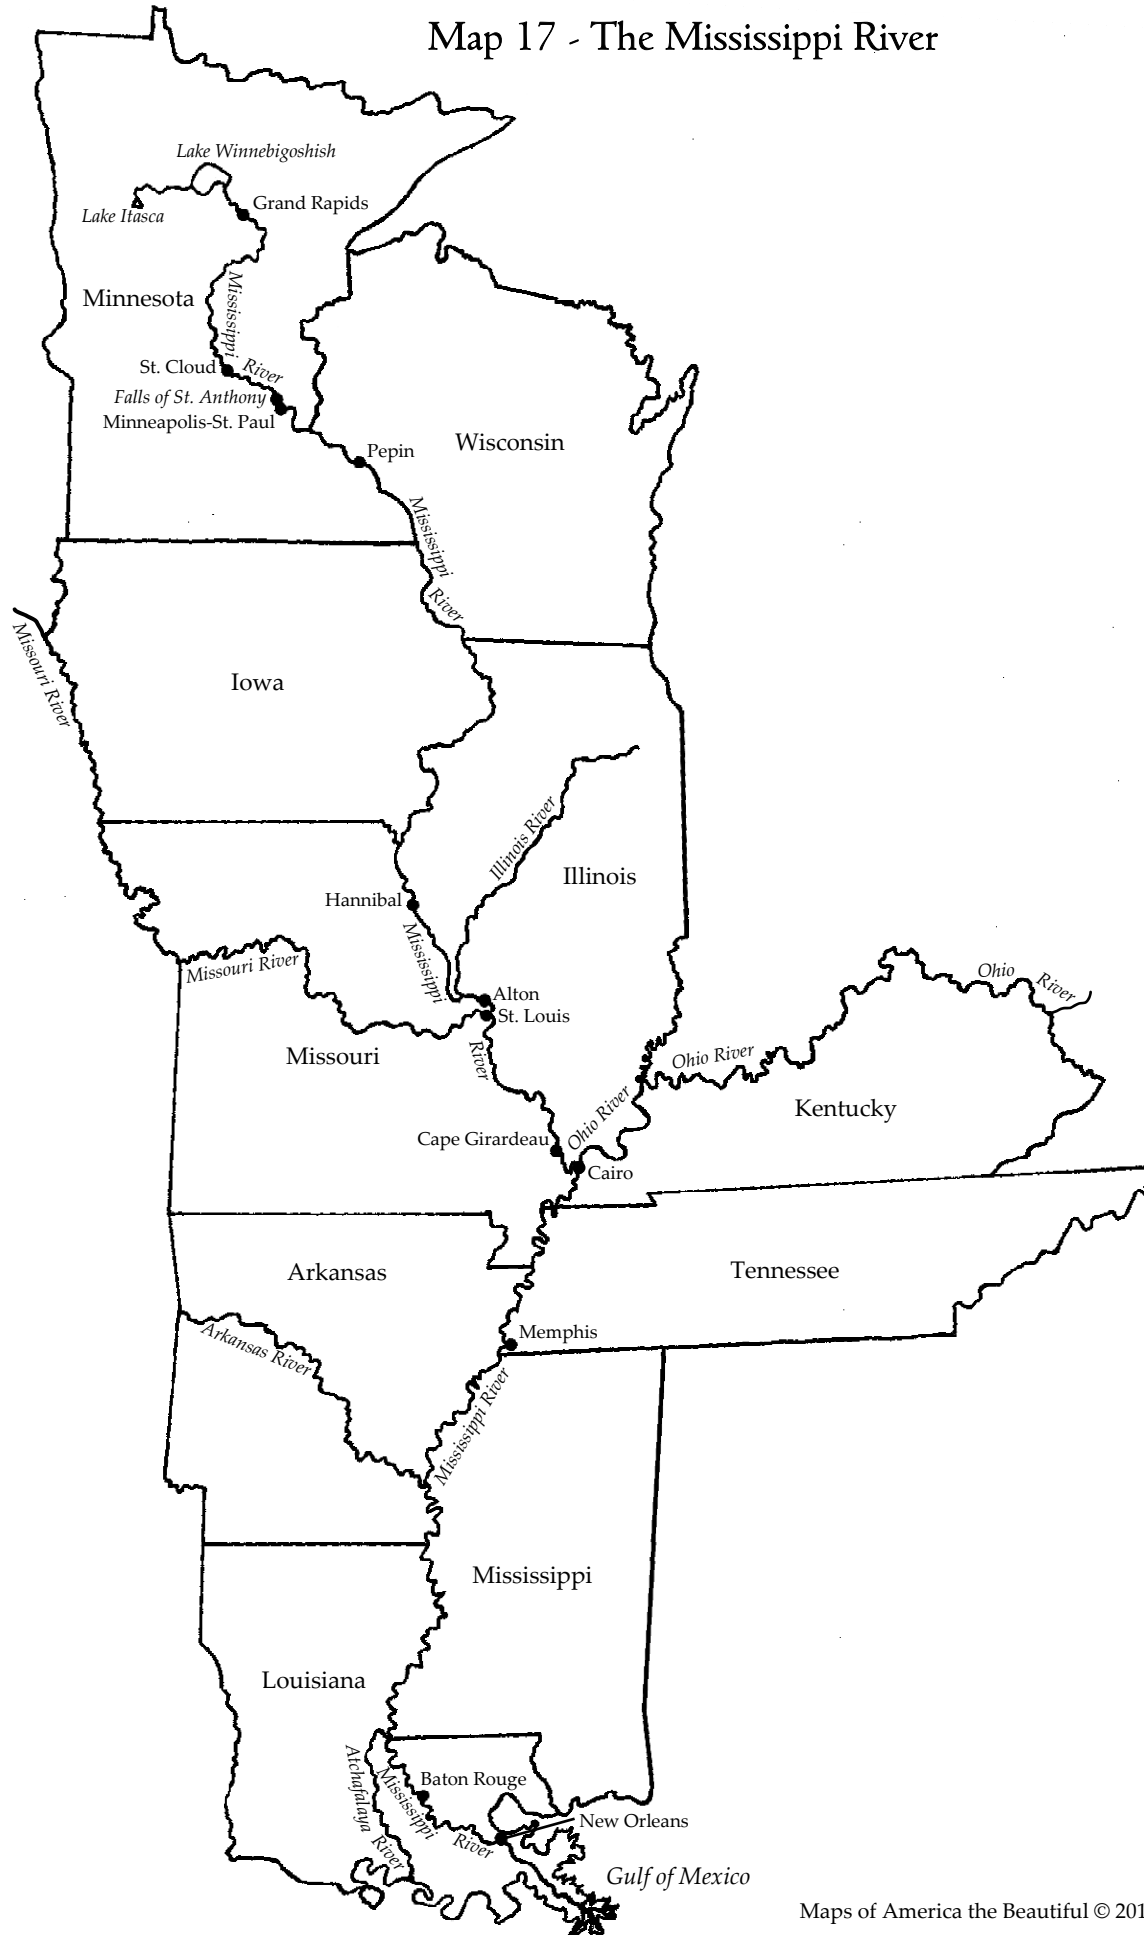 Map 17 - The Mississippi River
Lake Winnebigoshish
Grand Rapids
Lake Itasca
Minnesota
Mississippi
River
St. Cloud
Falls of St. Anthony
Minneapolis-St. Paul
Pepin
Wisconsin
Mississippi
River
Missouri River
Iowa
Illinois River
Illinois
Hannibal
Mississippi
Missouri River
Alton
St. Louis
River
Missouri
Ohio
River
Ohio River
Ohio River
Kentucky
Cape Girardeau
Cairo
Arkansas
Tennessee
Arkansas River
Memphis
Mississippi River
Mississippi
Louisiana
Atchafalaya
River
Mississippi
River
Baton Rouge
New Orleans
Gulf of Mexico
Maps of America the Beautiful © 201